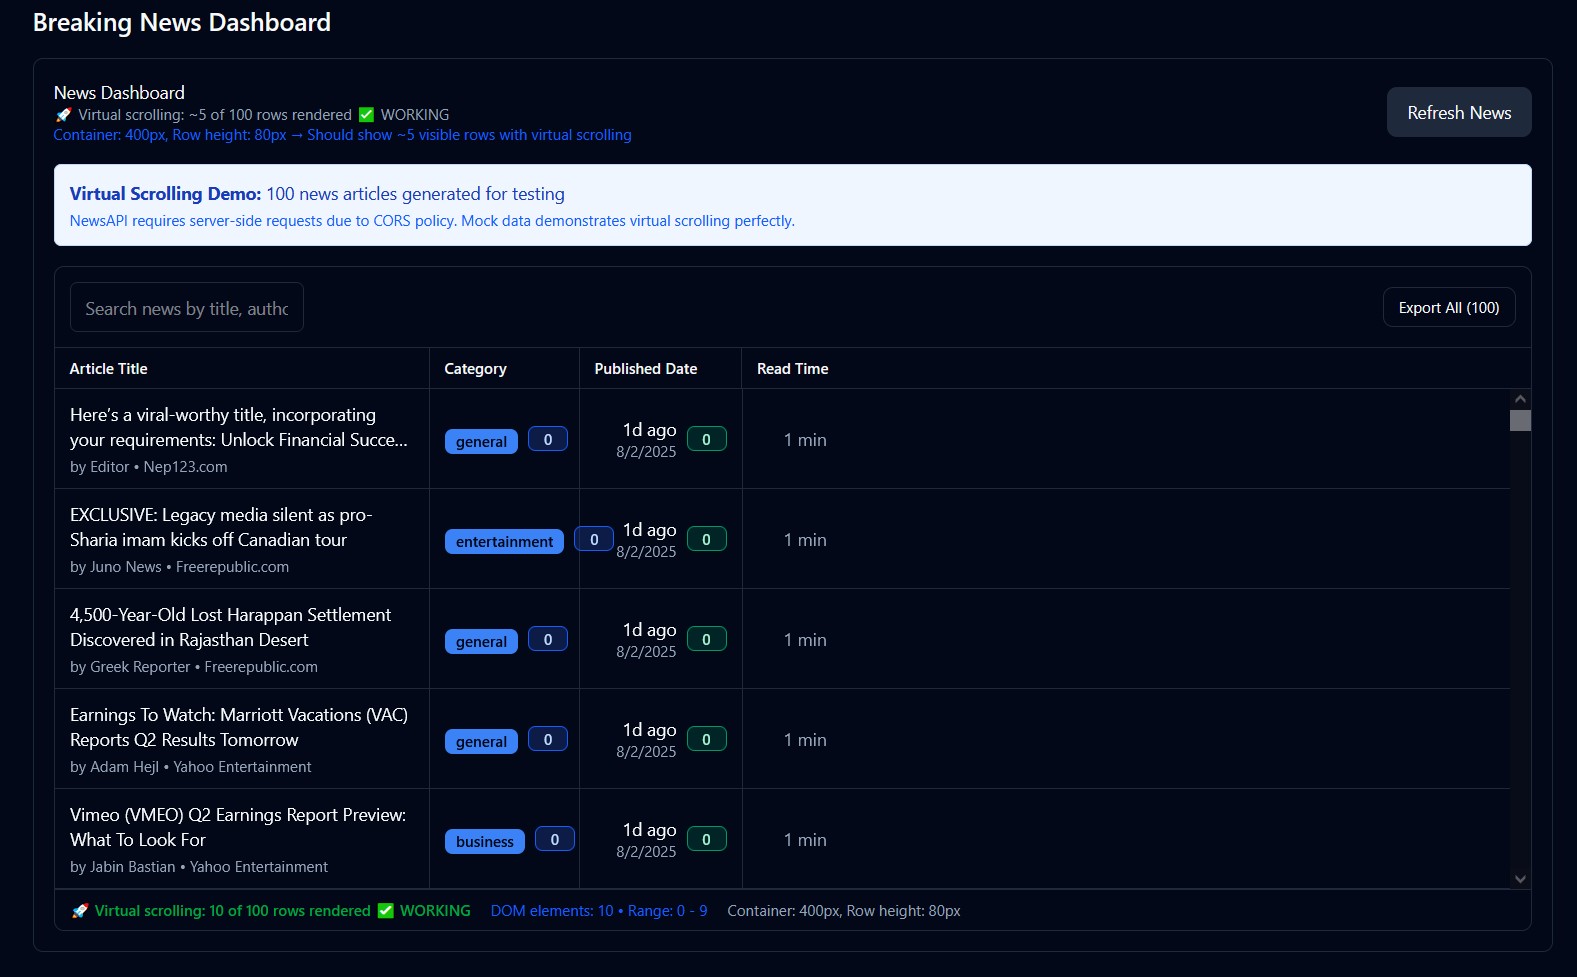 Breaking News Dashboard
News Dashboard
🚀 Virtual scrolling: ~5 of 100 rows rendered ✅ WORKING
Container: 400px, Row height: 80px → Should show ~5 visible rows with virtual scrolling
Refresh News
Virtual Scrolling Demo: 100 news articles generated for testing
NewsAPI requires server-side requests due to CORS policy. Mock data demonstrates virtual scrolling perfectly.
Search news by title, autho
Export All (100)
Article Title Category Published Date Read Time
Here’s a viral-worthy title, incorporating
your requirements: Unlock Financial Succe...
by Editor • Nep123.com
general 0
1d ago
8/2/2025
0
1 min
EXCLUSIVE: Legacy media silent as pro-
Sharia imam kicks off Canadian tour
by Juno News • Freerepublic.com
entertainment 0
1d ago
8/2/2025
0
1 min
4,500-Year-Old Lost Harappan Settlement
Discovered in Rajasthan Desert
by Greek Reporter • Freerepublic.com
general 0
1d ago
8/2/2025
0
1 min
Earnings To Watch: Marriott Vacations (VAC)
Reports Q2 Results Tomorrow
by Adam Hejl • Yahoo Entertainment
general 0
1d ago
8/2/2025
0
1 min
Vimeo (VMEO) Q2 Earnings Report Preview:
What To Look For
by Jabin Bastian • Yahoo Entertainment
business 0
1d ago
8/2/2025
0
1 min
🚀 Virtual scrolling: 10 of 100 rows rendered ✅ WORKING DOM elements: 10 • Range: 0 - 9 Container: 400px, Row height: 80px